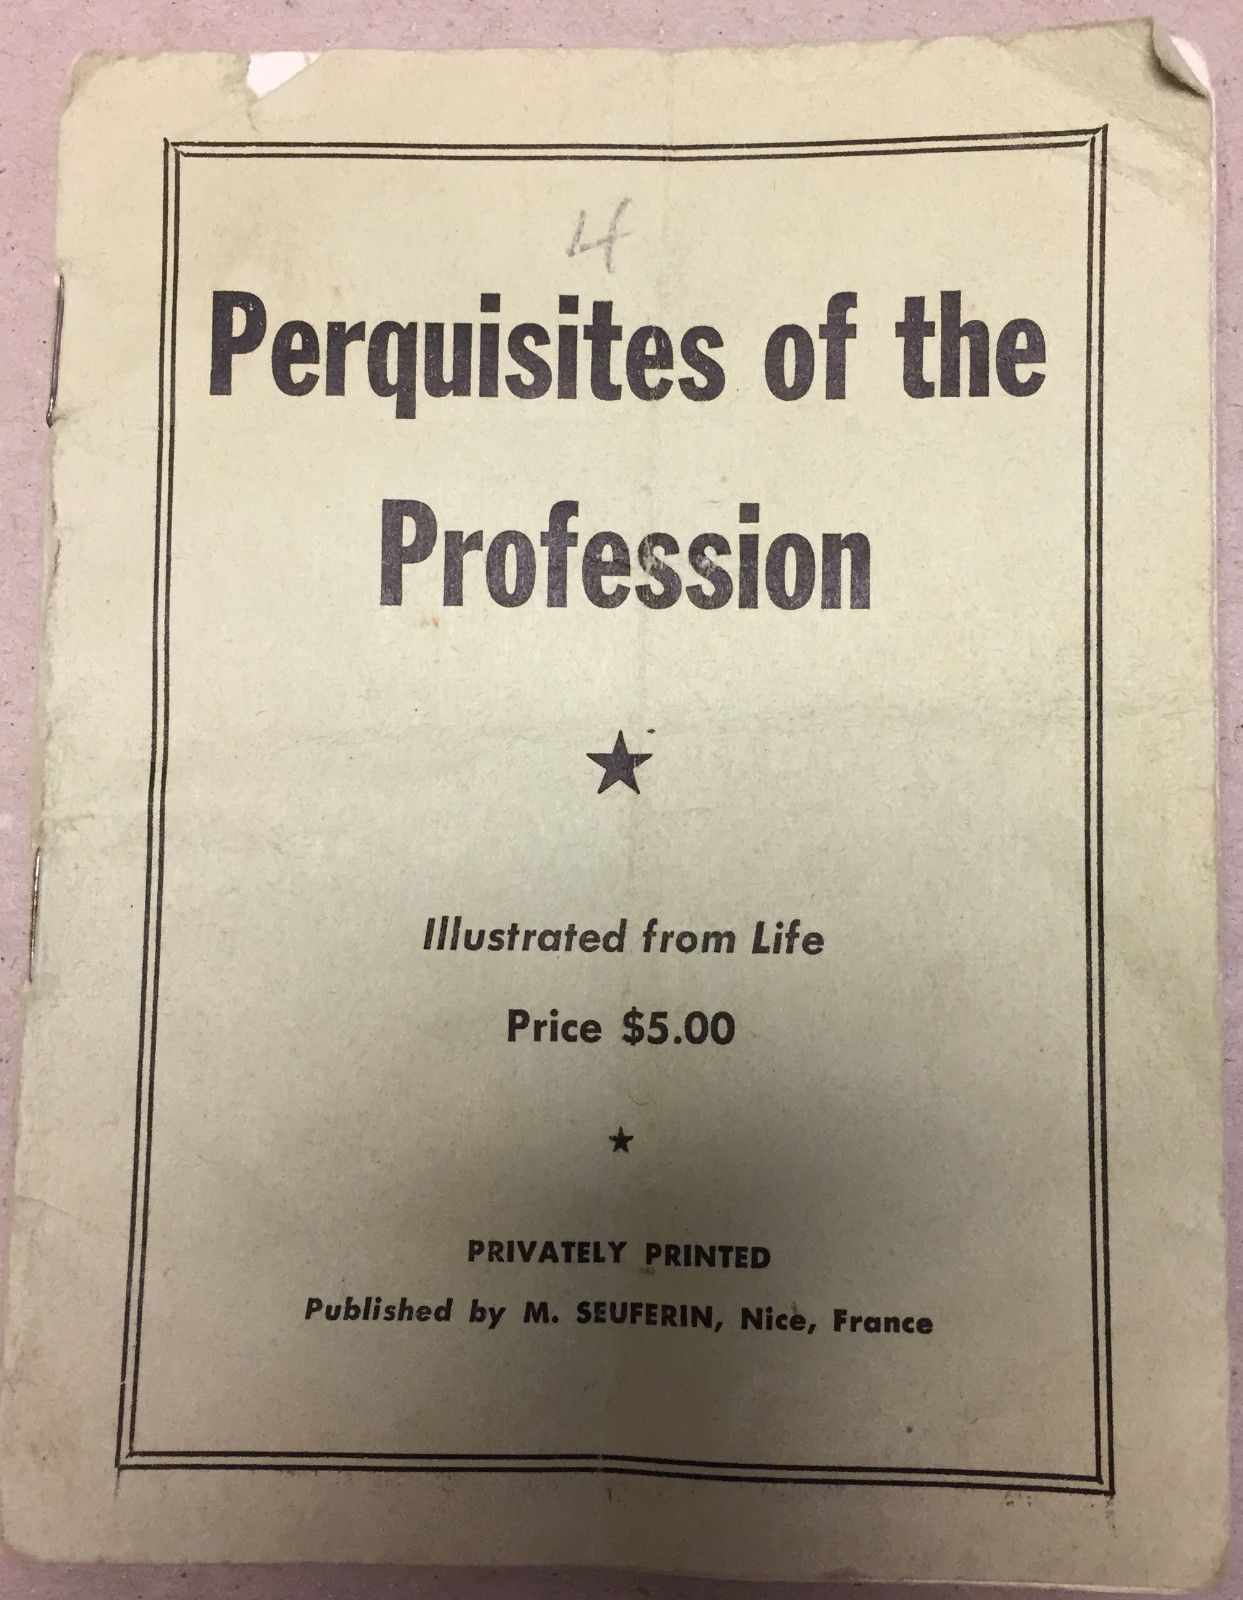 4
Perquisites of the
Profession
Illustrated from Life
Price $5.00
PRIVATELY PRINTED
Published by M. SEUFERIN, Nice, France